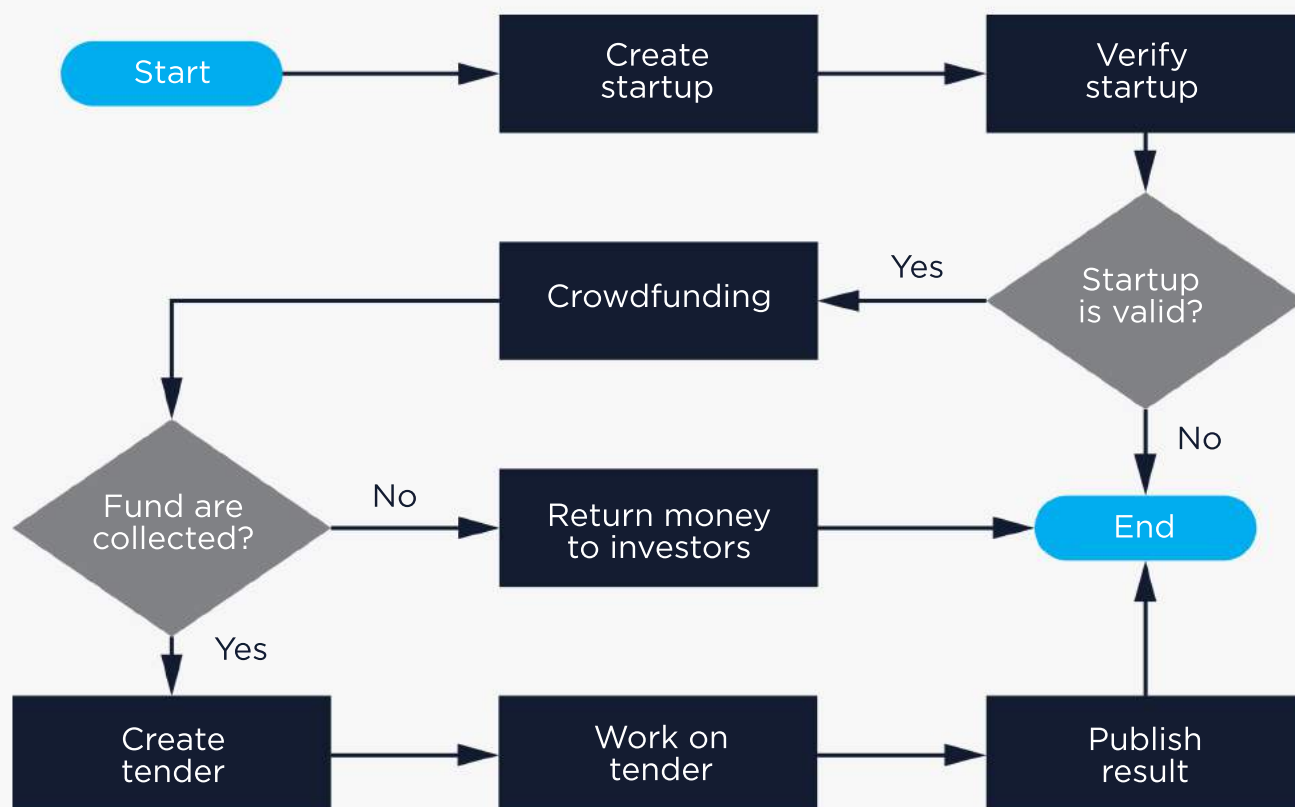 Start
Create
startup
Verify
startup
Crowdfunding
Yes
Startup
is valid?
No
Fund are
collected?
No
Return money
to investors
End
Yes
Create
tender
Work on
tender
Publish
result